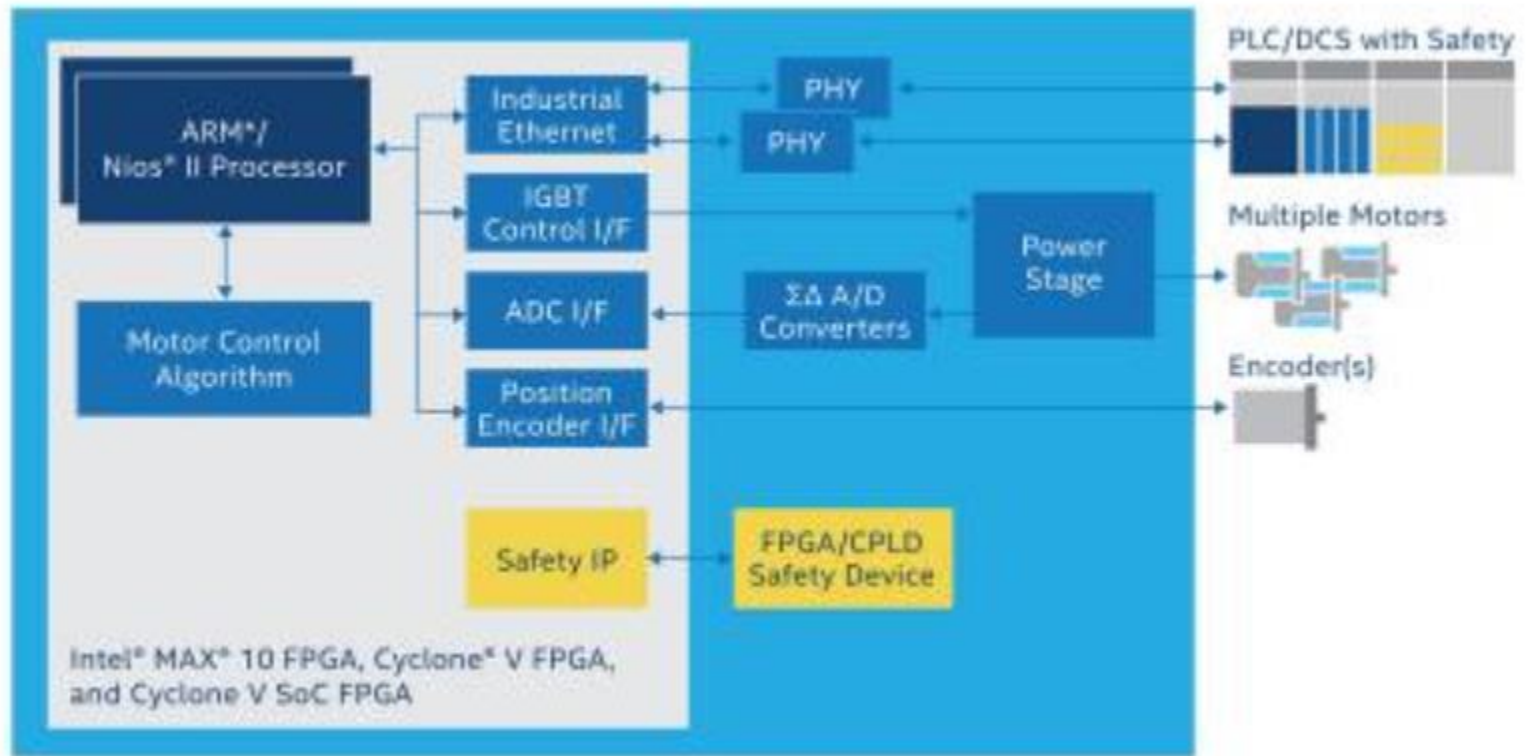 PLC/DCS with Safety
Industrial
Ethernet
PHY
PHY
ARM*/
Nios® II Processor
IGBT
Control I/F
Multiple Motors
Power
Stage
ADC I/F
ΣΔ A/D
Converters
Motor Control
Algorithm
Encoder(s)
Position
Encoder I/F
Safety IP
FPGA/CPLD
Safety Device
Intel® MAX® 10 FPGA, Cyclone® V FPGA,
and Cyclone V SoC FPGA